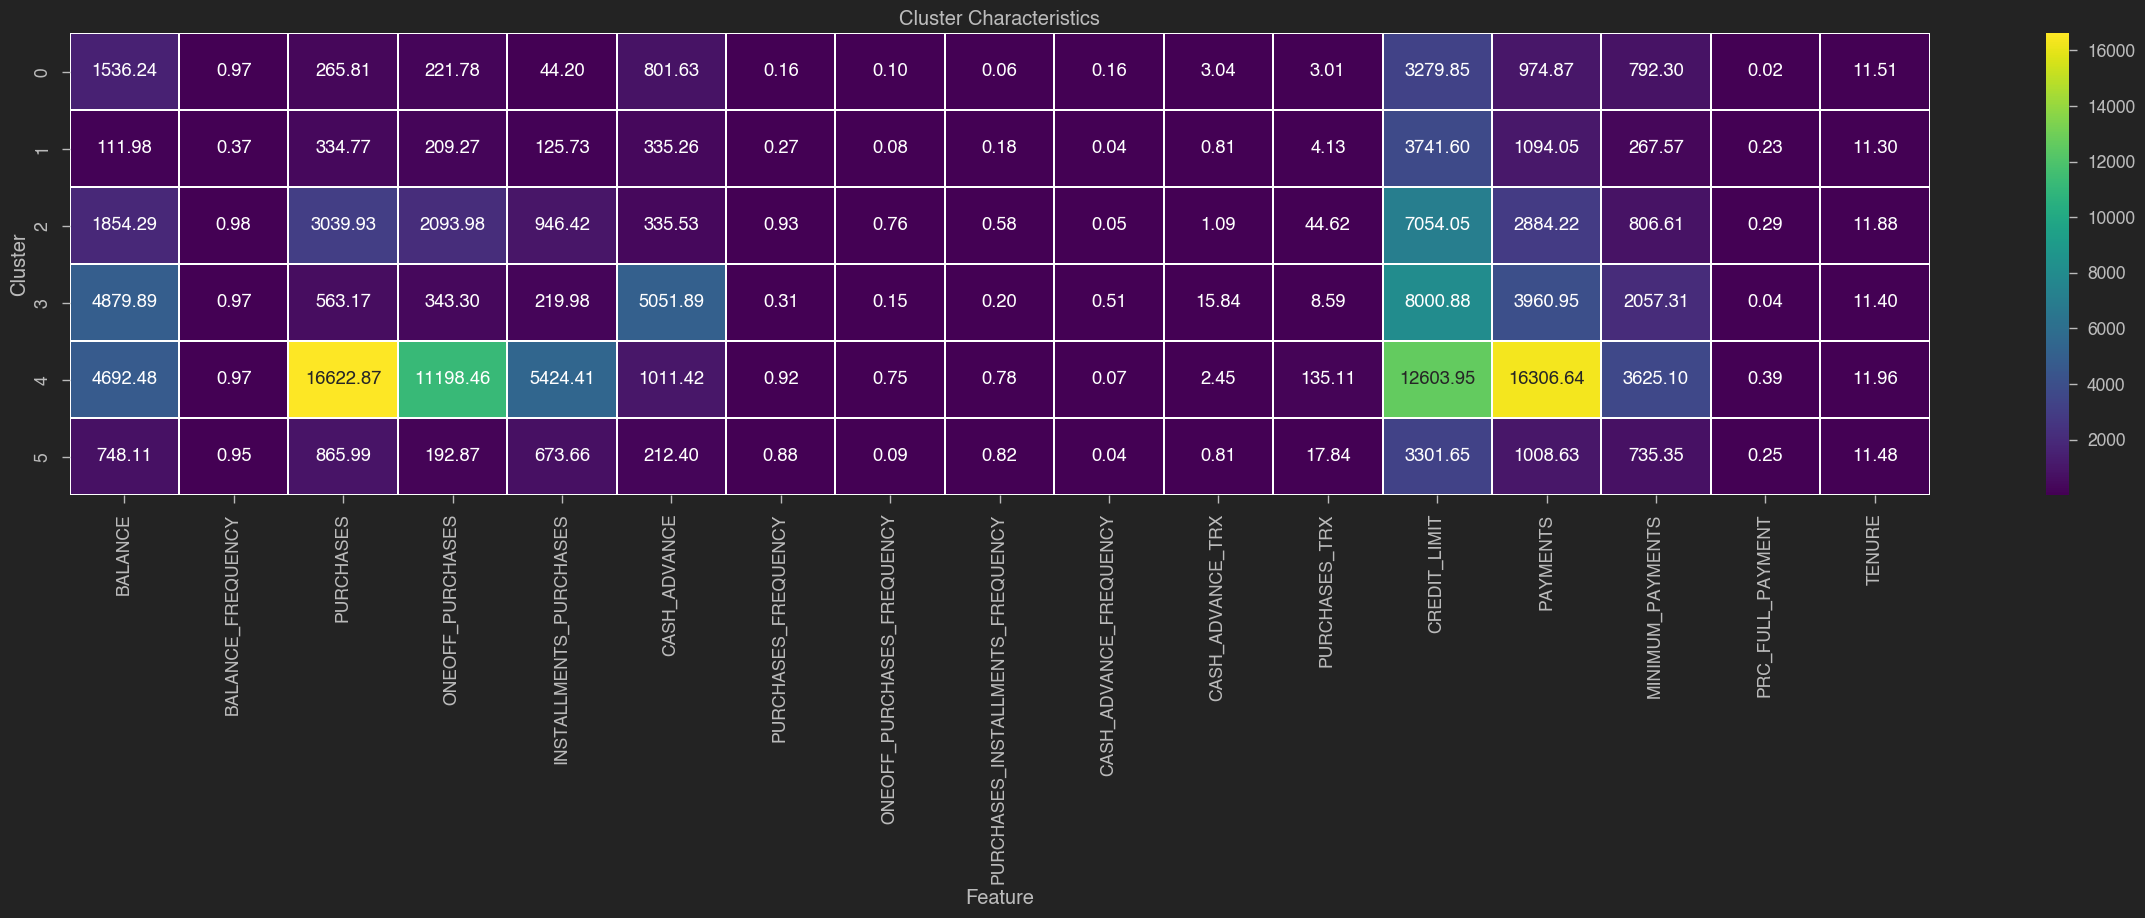 Cluster Characteristics
Cluster
0 1536.24 0.97 265.81 221.78 44.20 801.63 0.16 0.10 0.06 0.16 3.04 3.01 3279.85 974.87 792.30 0.02 11.51
1 111.98 0.37 334.77 209.27 125.73 335.26 0.27 0.08 0.18 0.04 0.81 4.13 3741.60 1094.05 267.57 0.23 11.30
2 1854.29 0.98 3039.93 2093.98 946.42 335.53 0.93 0.76 0.58 0.05 1.09 44.62 7054.05 2884.22 806.61 0.29 11.88
3 4879.89 0.97 563.17 343.30 219.98 5051.89 0.31 0.15 0.20 0.51 15.84 8.59 8000.88 3960.95 2057.31 0.04 11.40
4 4692.48 0.97 16622.87 11198.46 5424.41 1011.42 0.92 0.75 0.78 0.07 2.45 135.11 12603.95 16306.64 3625.10 0.39 11.96
5 748.11 0.95 865.99 192.87 673.66 212.40 0.88 0.09 0.82 0.04 0.81 17.84 3301.65 1008.63 735.35 0.25 11.48
BALANCE
BALANCE_FREQUENCY
PURCHASES
ONEOFF_PURCHASES
INSTALLMENTS_PURCHASES
CASH_ADVANCE
PURCHASES_FREQUENCY
ONEOFF_PURCHASES_FREQUENCY
PURCHASES_INSTALLMENTS_FREQUENCY
CASH_ADVANCE_FREQUENCY
CASH_ADVANCE_TRX
PURCHASES_TRX
CREDIT_LIMIT
PAYMENTS
MINIMUM_PAYMENTS
PRC_FULL_PAYMENT
TENURE
Feature
16000
14000
12000
10000
8000
6000
4000
2000